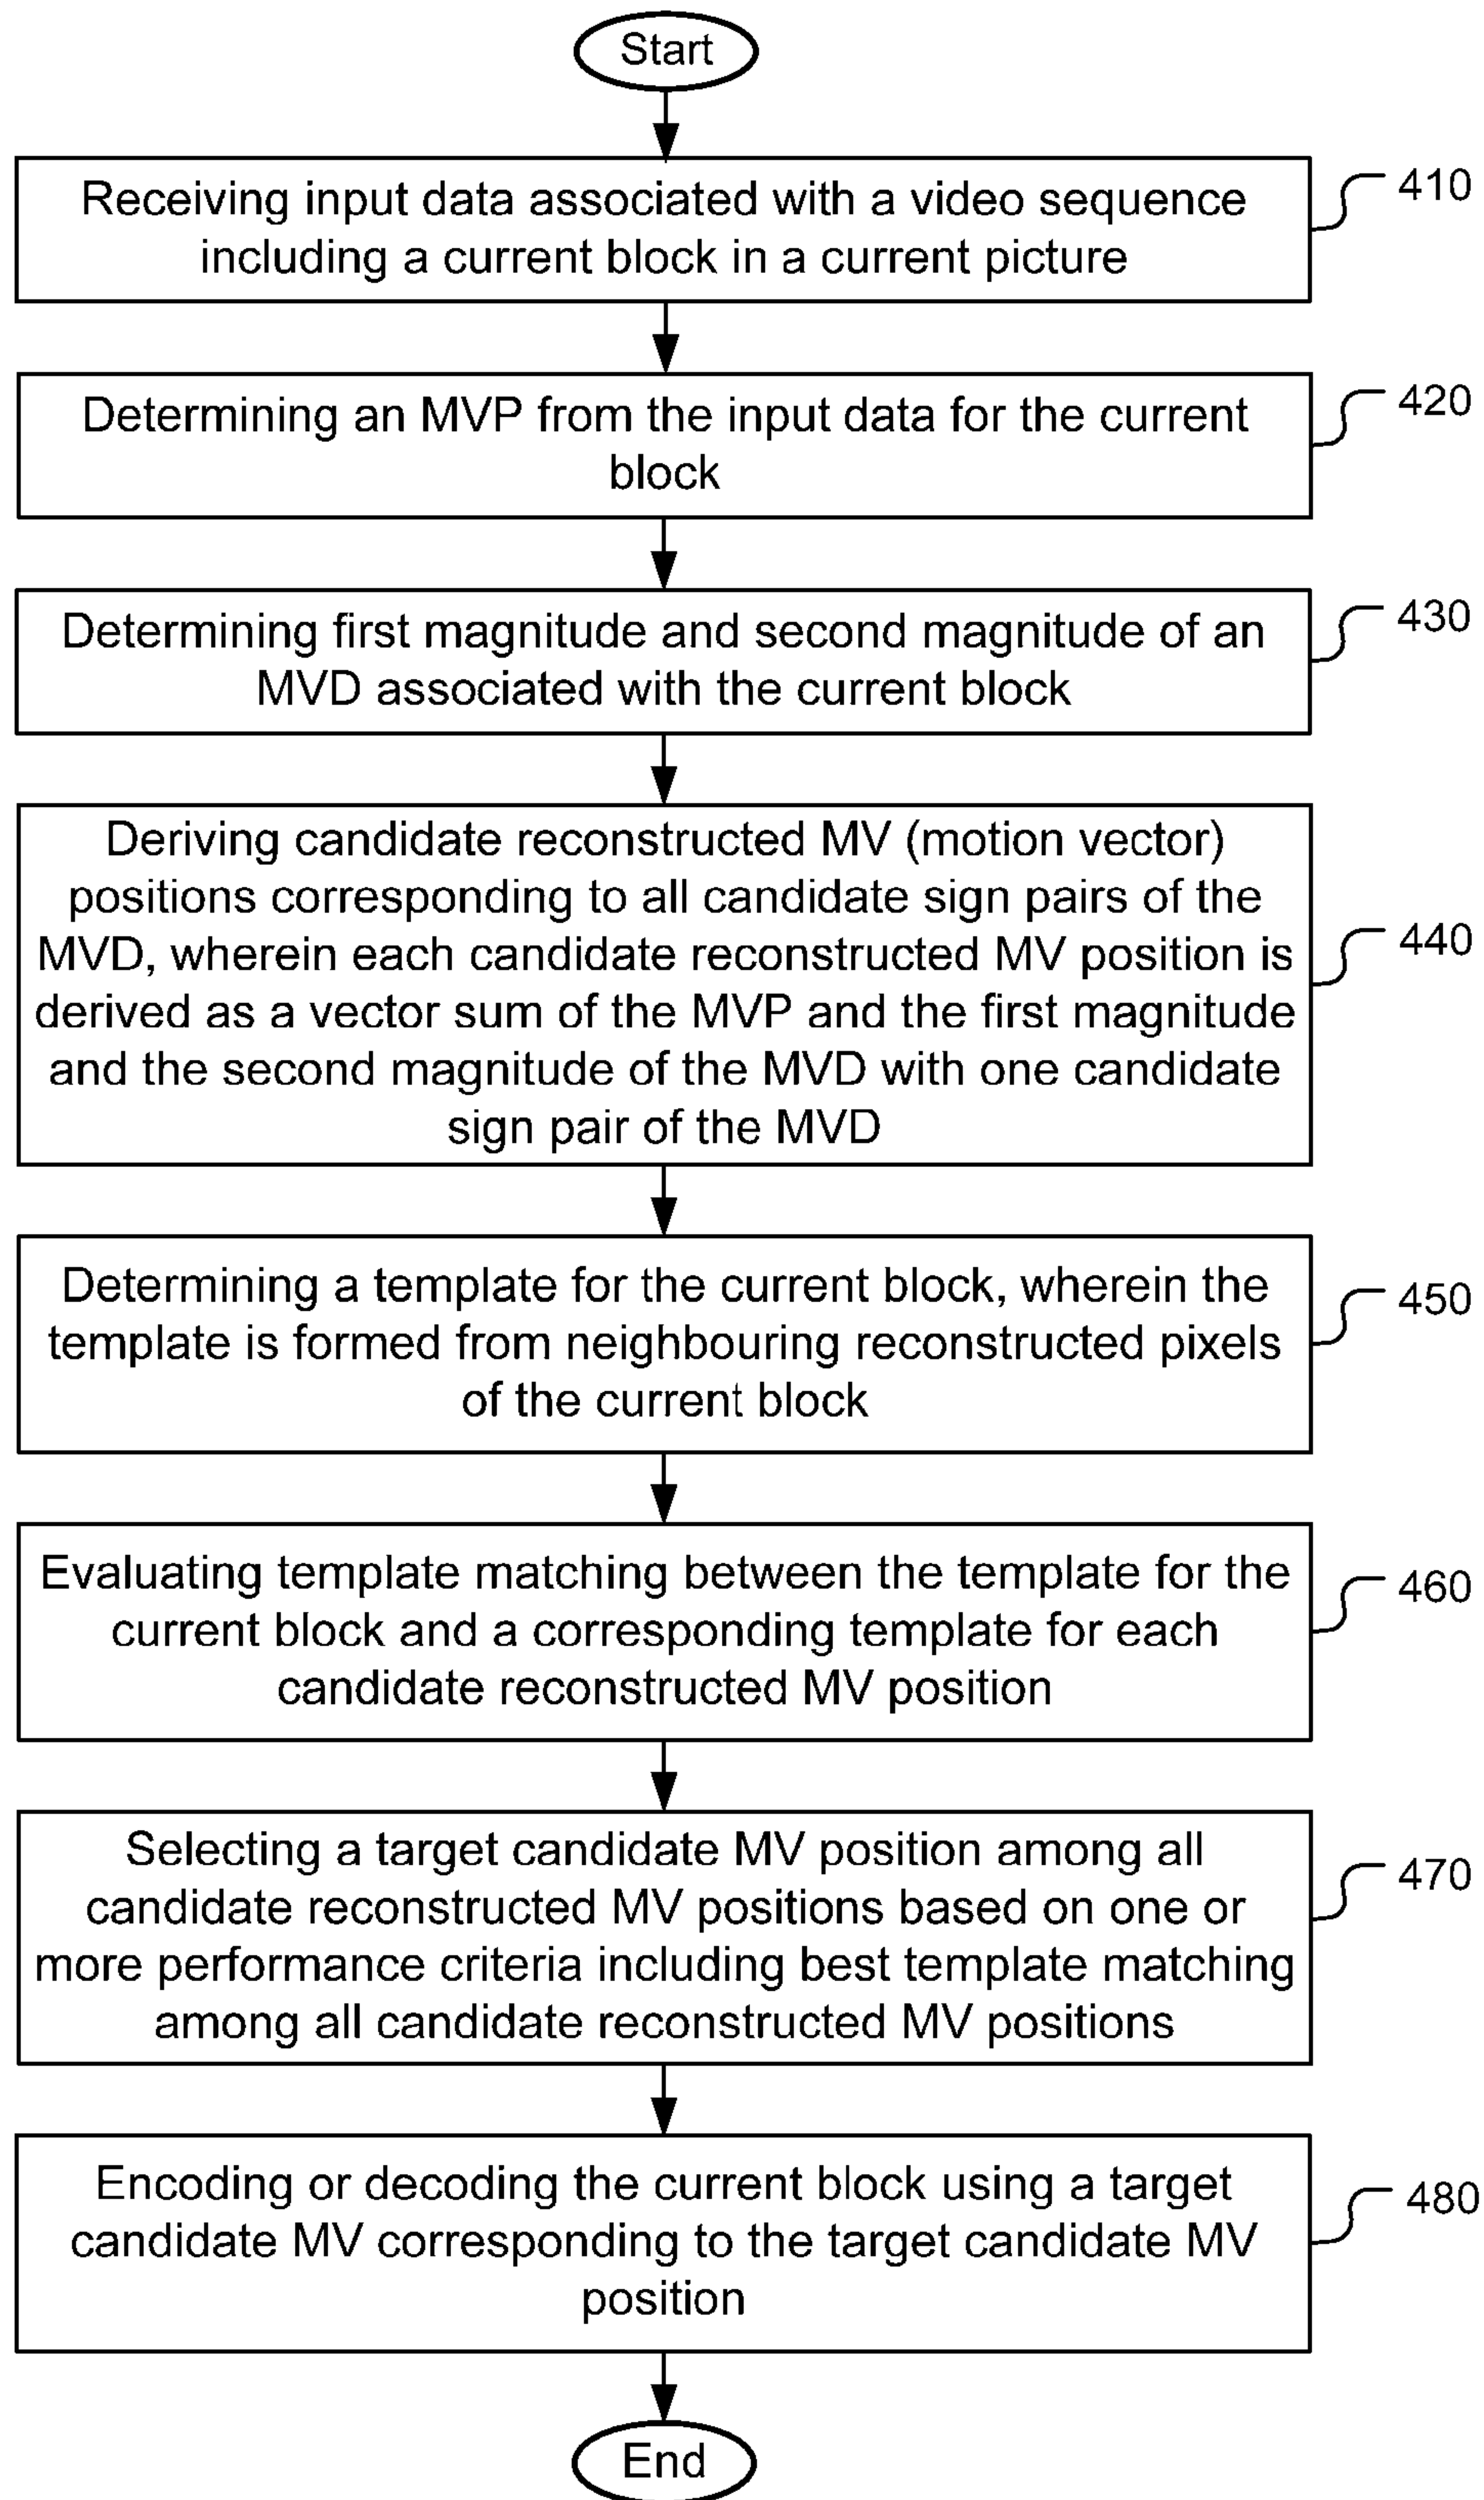 Start
Receiving input data associated with a video sequence
including a current block in a current picture
410
Determining an MVP from the input data for the current
block
420
Determining first magnitude and second magnitude of an
MVD associated with the current block
430
Deriving candidate reconstructed MV (motion vector)
positions corresponding to all candidate sign pairs of the
MVD, wherein each candidate reconstructed MV position is
derived as a vector sum of the MVP and the first magnitude
and the second magnitude of the MVD with one candidate
sign pair of the MVD
440
Determining a template for the current block, wherein the
template is formed from neighbouring reconstructed pixels
of the current block
450
Evaluating template matching between the template for the
current block and a corresponding template for each
candidate reconstructed MV position
460
Selecting a target candidate MV position among all
candidate reconstructed MV positions based on one or
more performance criteria including best template matching
among all candidate reconstructed MV positions
470
Encoding or decoding the current block using a target
candidate MV corresponding to the target candidate MV
position
480
End